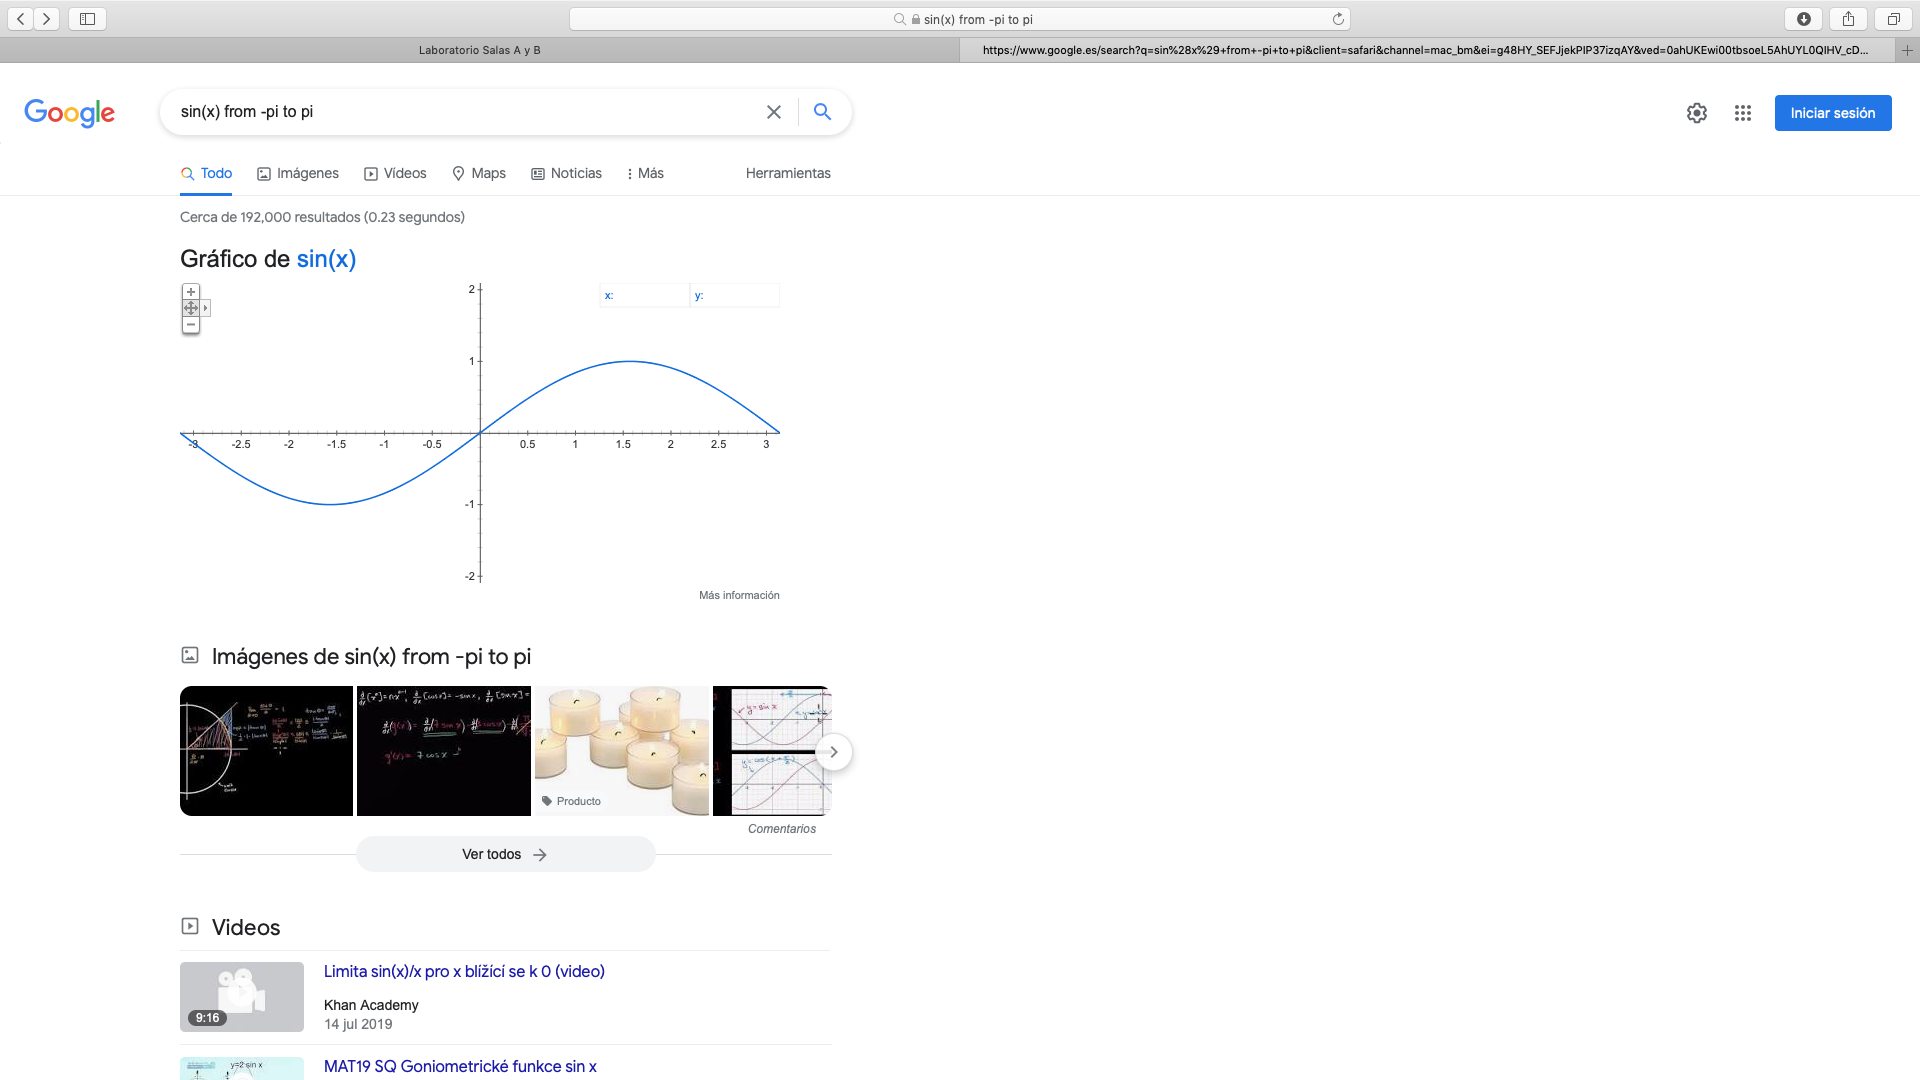 sin(x) from -pi to pi
Laboratorio Salas A y B
https://www.google.es/search?q=sin%28x%29+from+-pi+to+pi&client=safari&channel=mac_bm&ei=g48HY_SEFJjekPIP37izqAY&ved=0ahUKEwi00tbsoeL5AhUYL0QIHV_cD...
Google
sin(x) from -pi to pi
Iniciar sesión
Todo Imágenes Vídeos Maps Noticias Más Herramientas
Cerca de 192,000 resultados (0.23 segundos)
Gráfico de sin(x)
x: y:
2
1
-3 -2.5 -2 -1.5 -1 -0.5 0.5 1 1.5 2 2.5 3
-1
-2
Más información
Imágenes de sin(x) from -pi to pi
Producto
y=sin x
Comentarios
Ver todos
Videos
Limita sin(x)/x pro x blížící se k 0 (video)
Khan Academy
14 jul 2019
9:16
MAT19 SQ Goniometrické funkce sin x
y=2 sin x